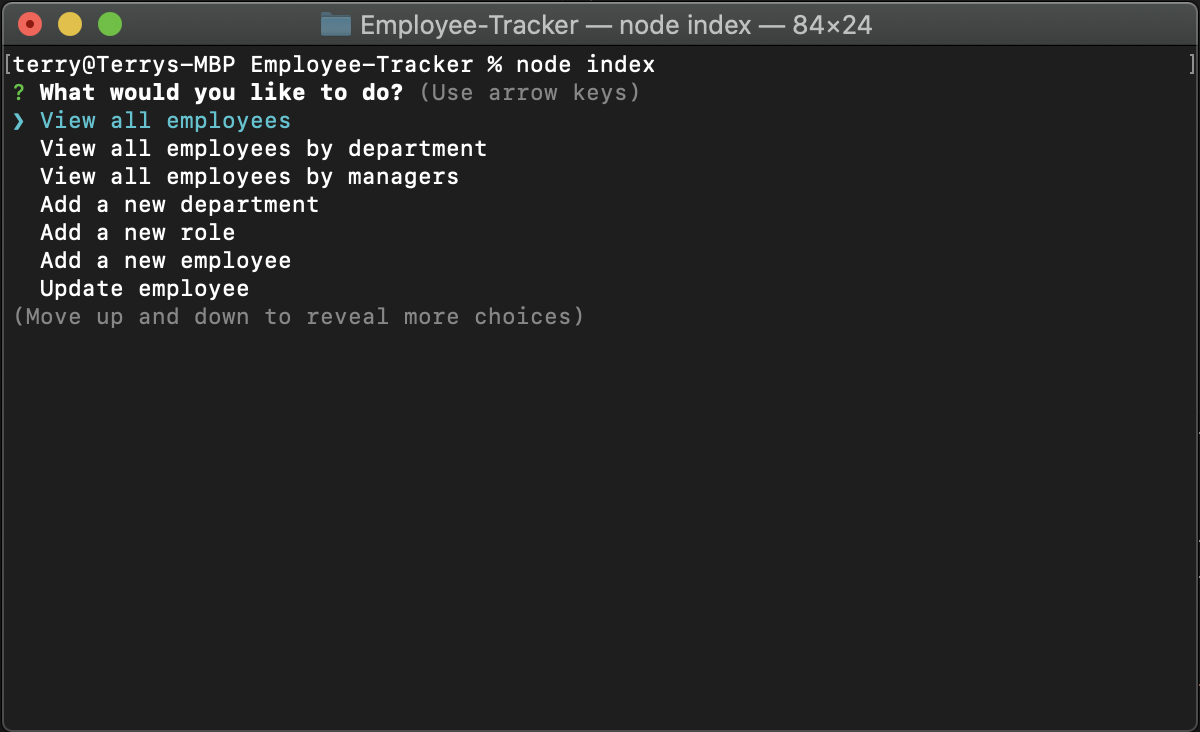 Employee-Tracker — node index — 84×24
[terry@Terrys-MBP Employee-Tracker % node index ]
? What would you like to do? (Use arrow keys)
❯ View all employees
View all employees by department
View all employees by managers
Add a new department
Add a new role
Add a new employee
Update employee
(Move up and down to reveal more choices)